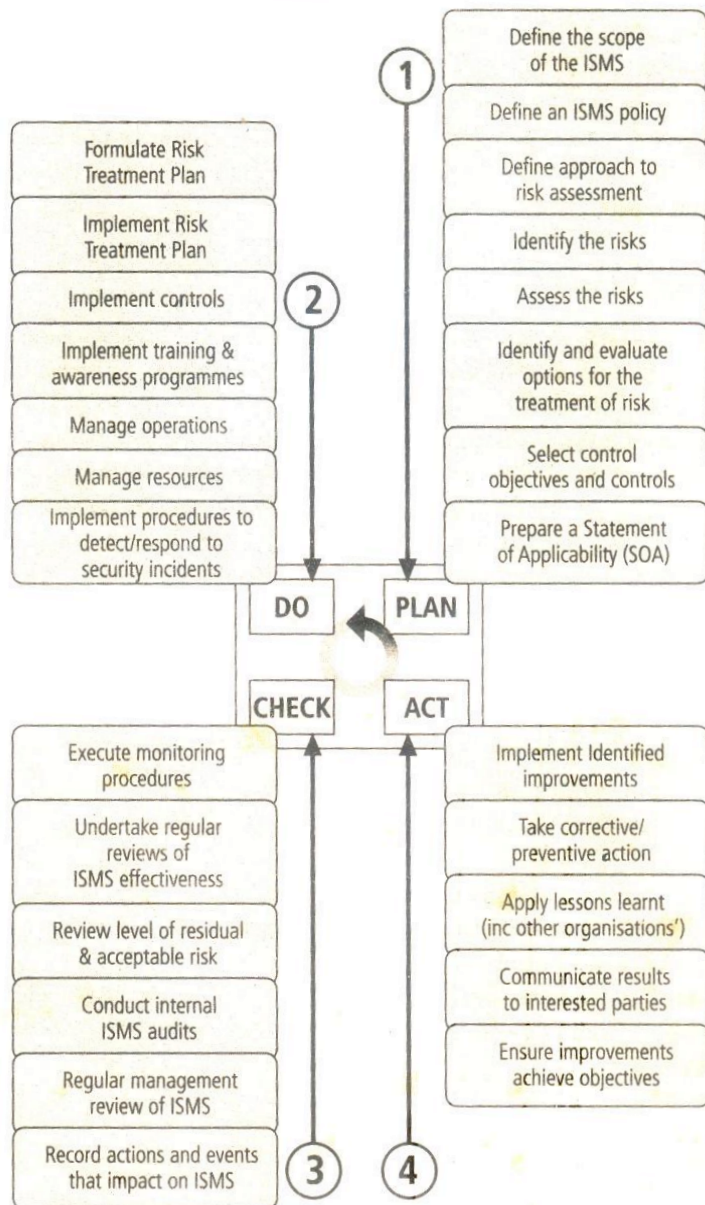 1
Define the scope
of the ISMS
Define an ISMS policy
Define approach to
risk assessment
Identify the risks
Assess the risks
Identify and evaluate
options for the
treatment of risk
Select control
objectives and controls
Prepare a Statement
of Applicability (SOA)
PLAN
2
Formulate Risk
Treatment Plan
Implement Risk
Treatment Plan
Implement controls
Implement training &
awareness programmes
Manage operations
Manage resources
Implement procedures to
detect/respond to
security incidents
DO
CHECK
Execute monitoring
procedures
Undertake regular
reviews of
ISMS effectiveness
Review level of residual
& acceptable risk
Conduct internal
ISMS audits
Regular management
review of ISMS
Record actions and events
that impact on ISMS
3
ACT
Implement Identified
improvements
Take corrective/
preventive action
Apply lessons learnt
(inc other organisations')
Communicate results
to interested parties
Ensure improvements
achieve objectives
4